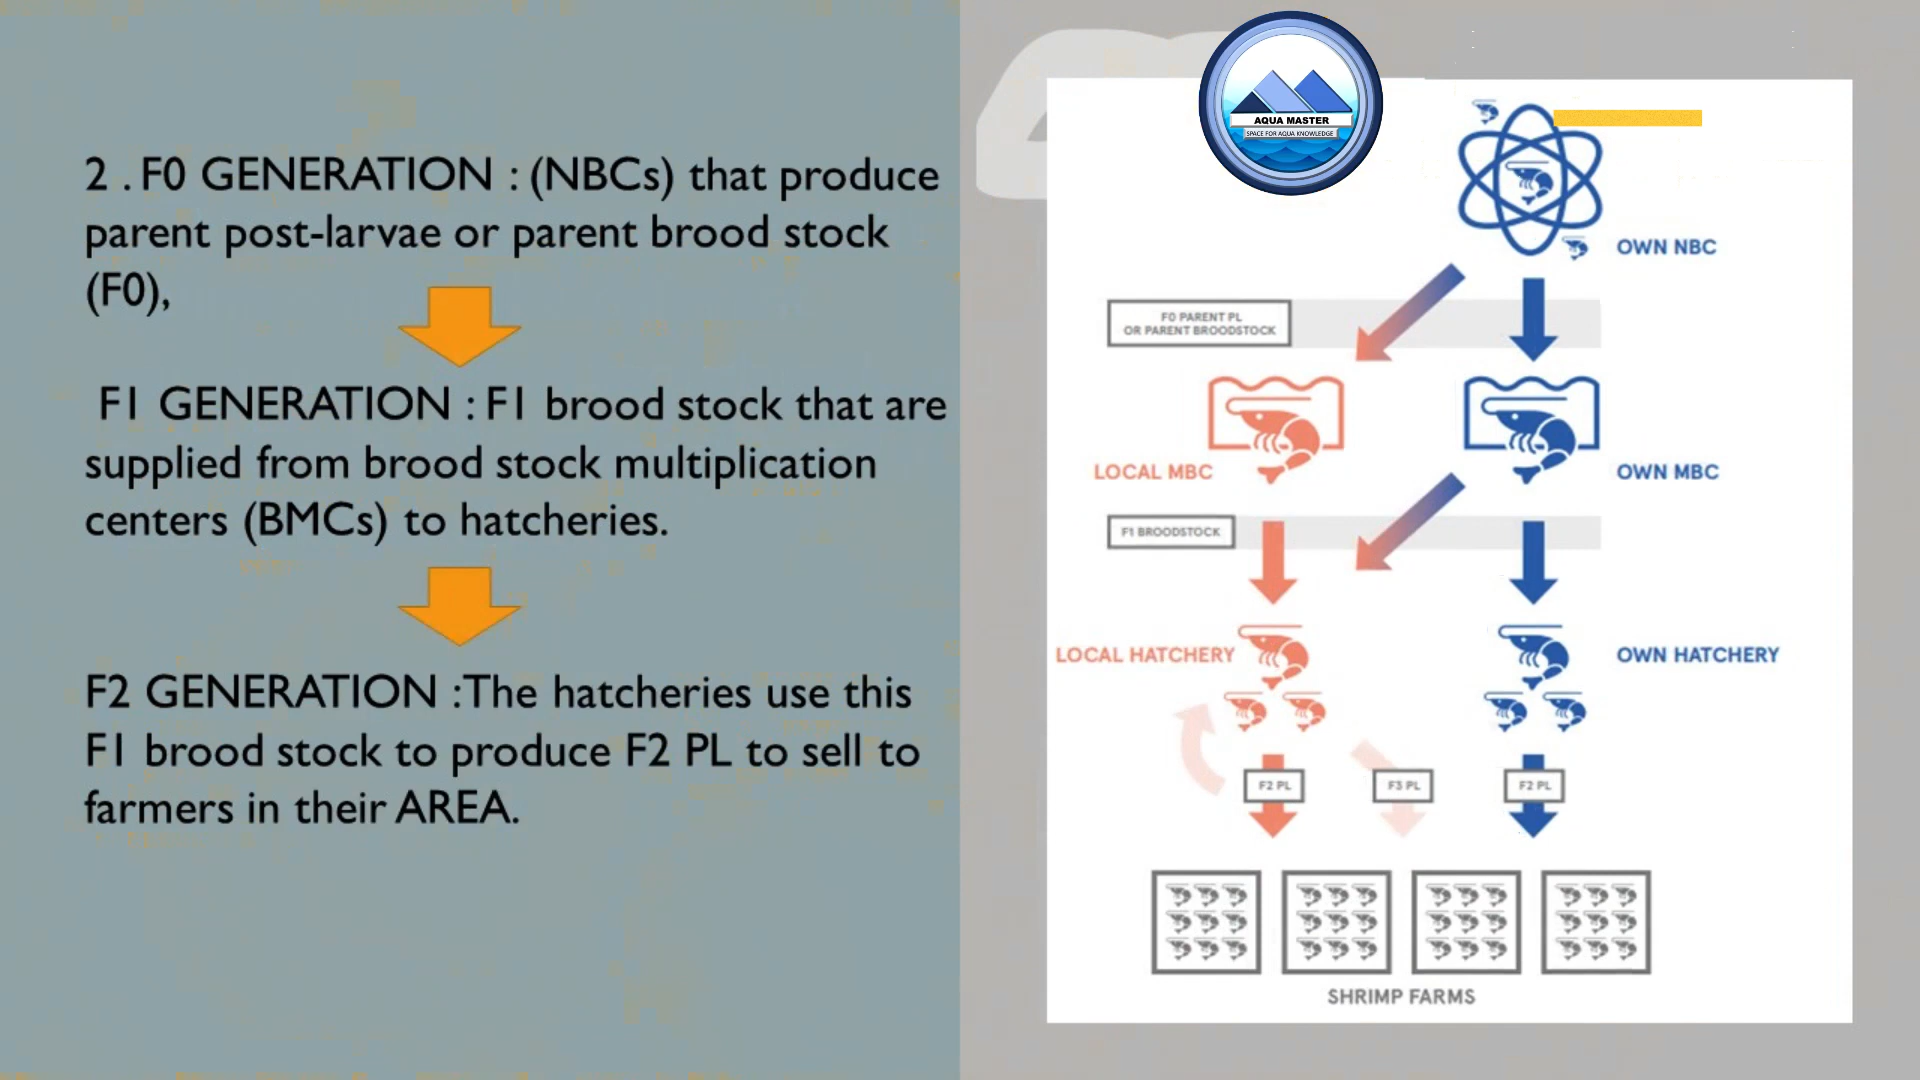 2 . F0 GENERATION : (NBCs) that produce
parent post-larvae or parent brood stock
(F0),
F1 GENERATION : F1 brood stock that are
supplied from brood stock multiplication
centers (BMCs) to hatcheries.
F2 GENERATION :The hatcheries use this
F1 brood stock to produce F2 PL to sell to
farmers in their AREA.
AQUA MASTER
SPACE FOR AQUA KNOWLEDGE
OWN NBC
F0 PARENT PL
OR PARENT BROODSTOCK
LOCAL MBC
OWN MBC
F1 BROODSTOCK
LOCAL HATCHERY
OWN HATCHERY
F2 PL
F3 PL
F2 PL
SHRIMP FARMS